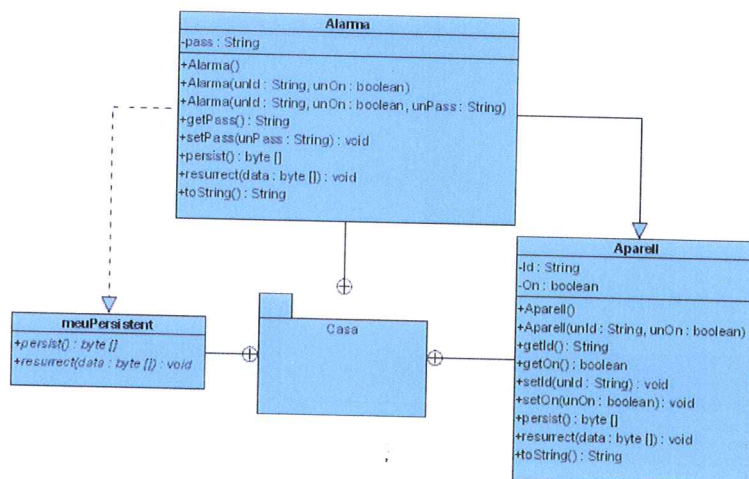 Alarma
-pass : String
+Alarma()
+Alarma(unId : String, unOn : boolean)
+Alarma(unId : String, unOn : boolean, unPass : String)
+getPass() : String
+setPass(unPass : String) : void
+persist() : byte []
+resurrect(data : byte []) : void
+toString() : String
meuPersistent
+persist() : byte []
+resurrect(data : byte []) : void
Casa
Aparell
-Id : String
-On : boolean
+Aparell()
+Aparell(unId : String, unOn : boolean)
+getId() : String
+getOn() : boolean
+setId(unId : String) : void
+setOn(unOn : boolean) : void
+persist() : byte []
+resurrect(data : byte []) : void
+toString() : String